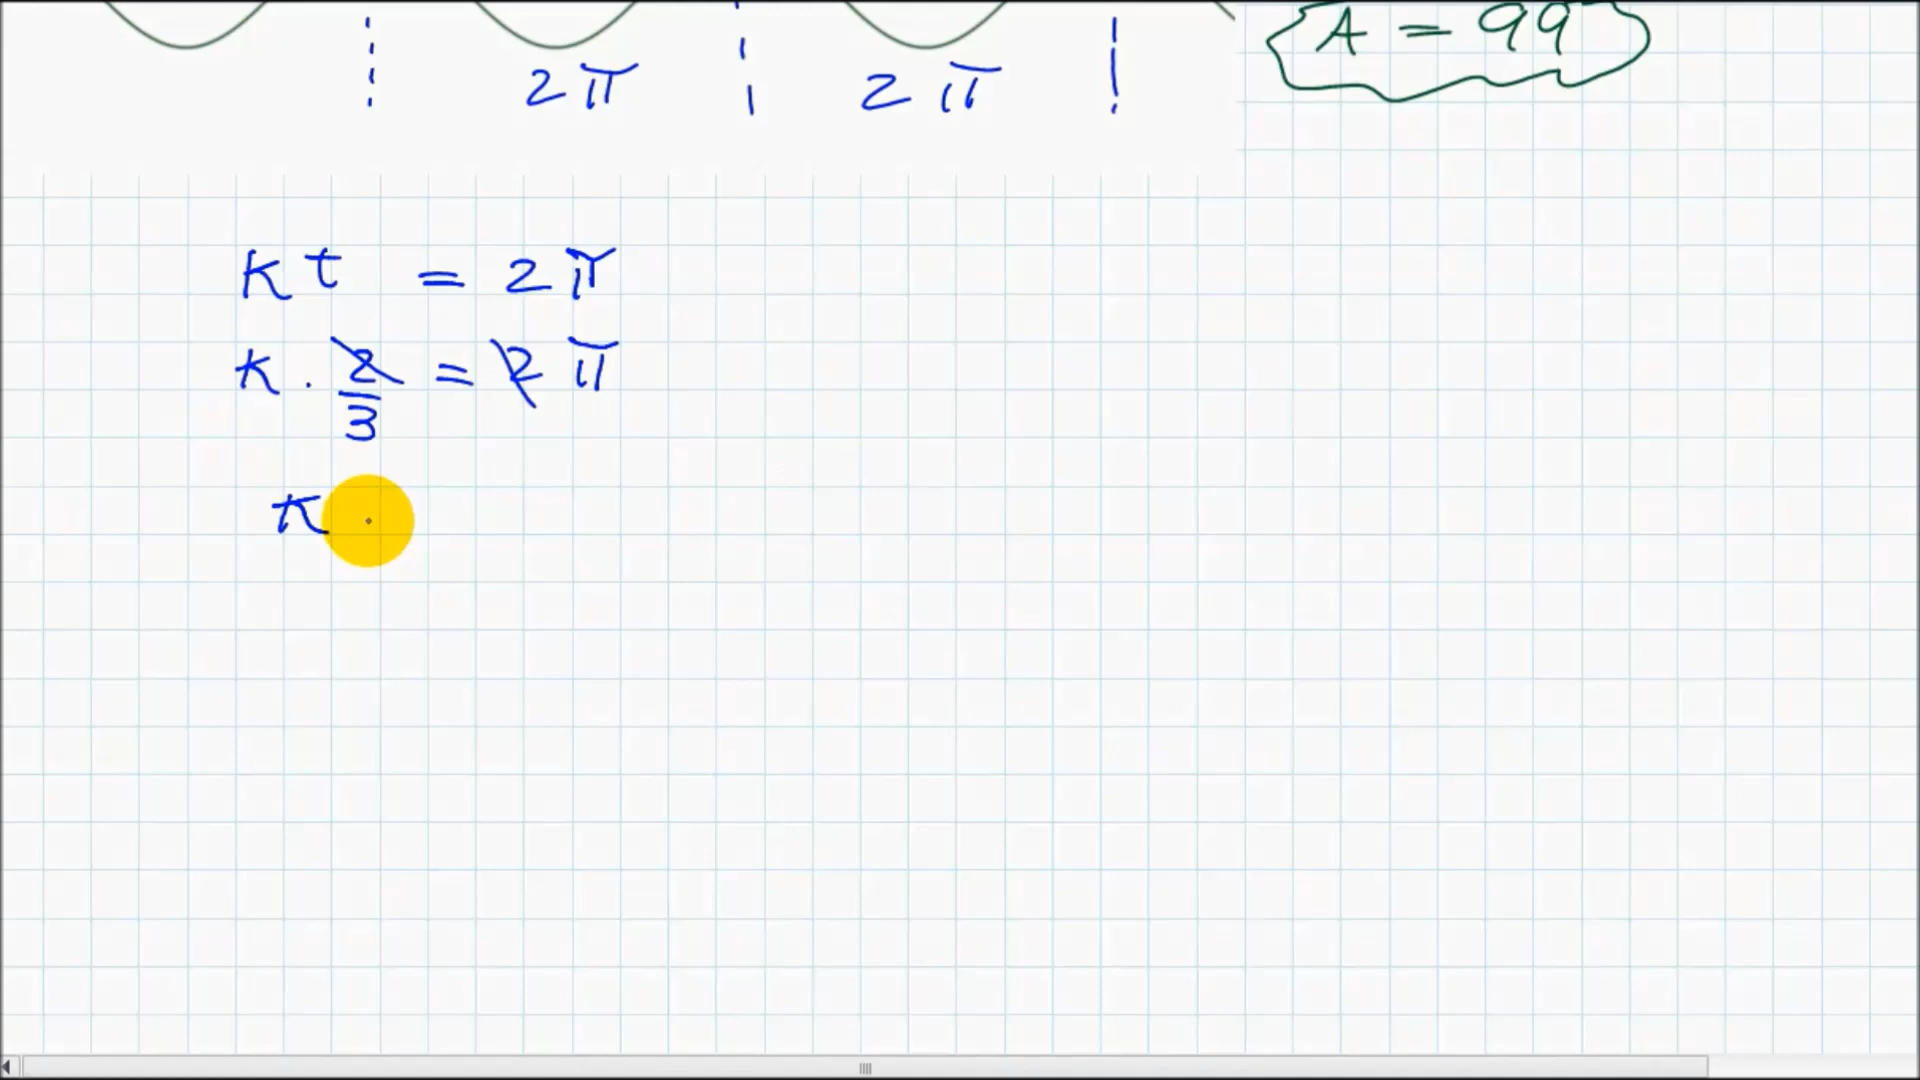 A = 99
2π 2π
Kt = 2π
K · 2/3 = 2π
K